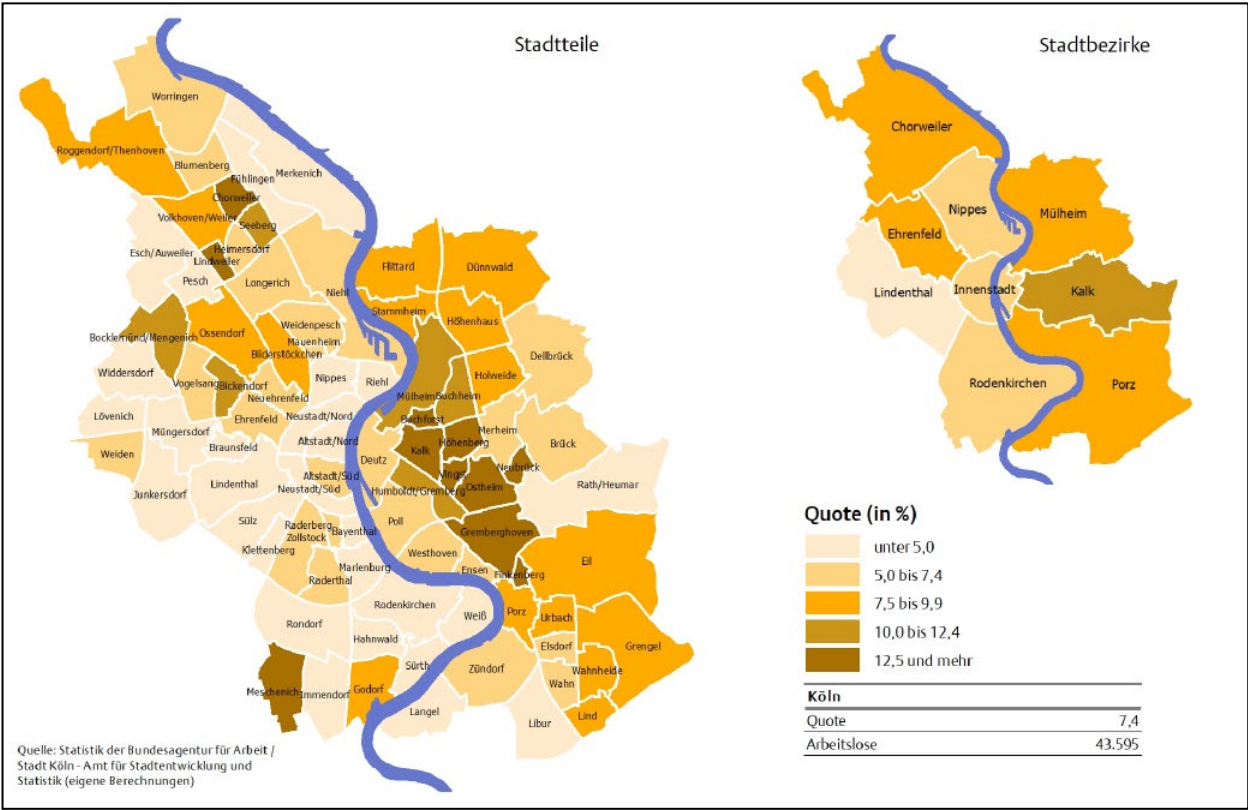 Stadtteile
Worringen
Roggendorf/Thenhoven
Blumenberg
Fühlingen
Merkenich
Chorweiler
Volkhoven/Weiler
Seeberg
Heimersdorf
Lindweiler
Esch/Auweiler
Pesch
Longerich
Niehl
Flittard
Dünnwald
Stammheim
Höhenhaus
Weidenpesch
Mauenheim
Ossendorf
Bocklemünd/Mengenich
Bilderstöckchen
Dellbrück
Widdersdorf
Vogelsang
Bickendorf
Nippes
Riehl
Holweide
Neuehrenfeld
Mülheim
Buchheim
Lövenich
Ehrenfeld
Neustadt/Nord
Buchforst
Müngersdorf
Merheim
Altstadt/Nord
Höhenberg
Brück
Braunsfeld
Kalk
Weiden
Deutz
Neubrück
Altstadt/Süd
Vingst
Lindenthal
Neustadt/Süd
Humboldt/Gremberg
Ostheim
Rath/Heumar
Junkersdorf
Sülz
Raderberg
Zollstock
Bayenthal
Poll
Gremberghoven
Klettenberg
Westhoven
Marienburg
Ensen
Eil
Raderthal
Finkenberg
Rodenkirchen
Rondorf
Weiß
Porz
Urbach
Hahnwald
Elsdorf
Grengel
Sürth
Zündorf
Wahnheide
Wahn
Meschenich
Immendorf
Godorf
Langel
Lind
Libur
Quelle: Statistik der Bundesagentur für Arbeit /
Stadt Köln - Amt für Stadtentwicklung und
Statistik (eigene Berechnungen)
Stadtbezirke
Chorweiler
Nippes
Mülheim
Ehrenfeld
Lindenthal
Innenstadt
Kalk
Rodenkirchen
Porz
Quote (in %)
unter 5,0
5,0 bis 7,4
7,5 bis 9,9
10,0 bis 12,4
12,5 und mehr
Köln
Quote 7,4
Arbeitslose 43.595